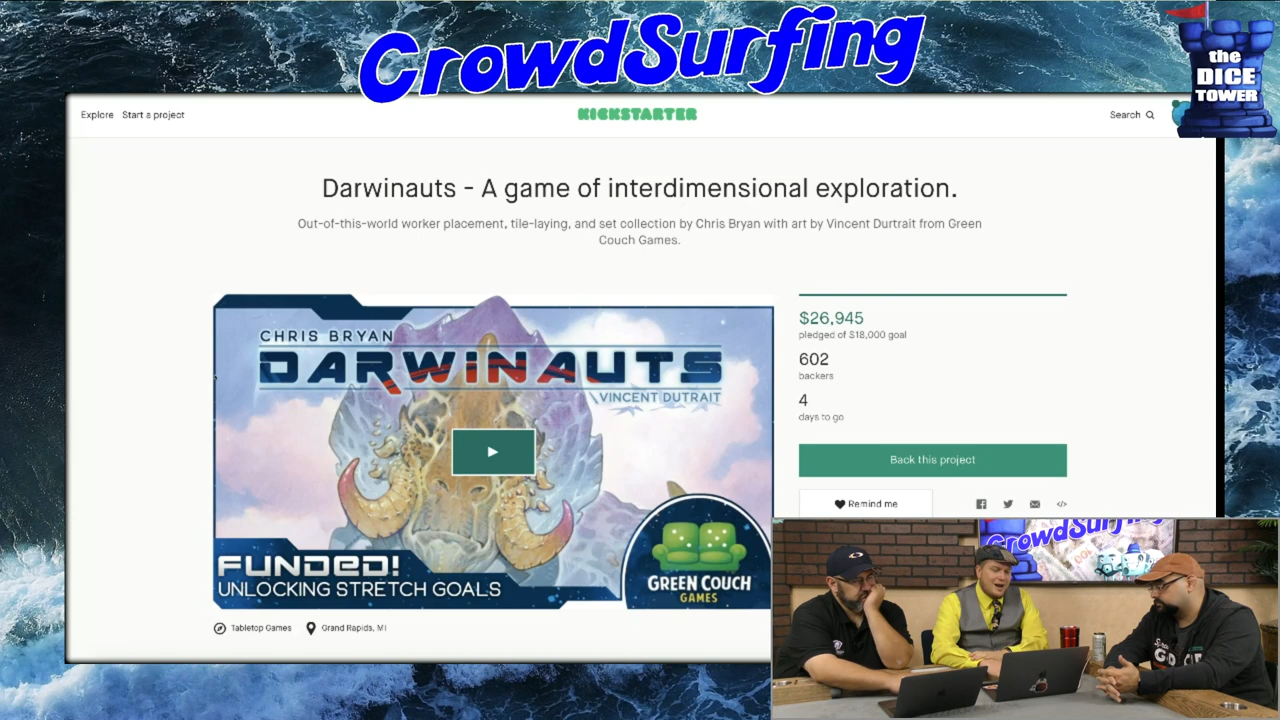 CrowdSurfing
the
DICE
TOWER
Explore Start a project
KICKSTARTER
Search
Darwinauts - A game of interdimensional exploration.
Out-of-this-world worker placement, tile-laying, and set collection by Chris Bryan with art by Vincent Durtrait from Green
Couch Games.
CHRIS BRYAN
DARWINAUTS
VINCENT DUTRAIT
FUNDED!
UNLOCKING STRETCH GOALS
GREEN COUCH
GAMES
$26,945
pledged of $18,000 goal
602
backers
4
days to go
Back this project
Remind me
Tabletop Games
Grand Rapids, MI
CrowdSurfing